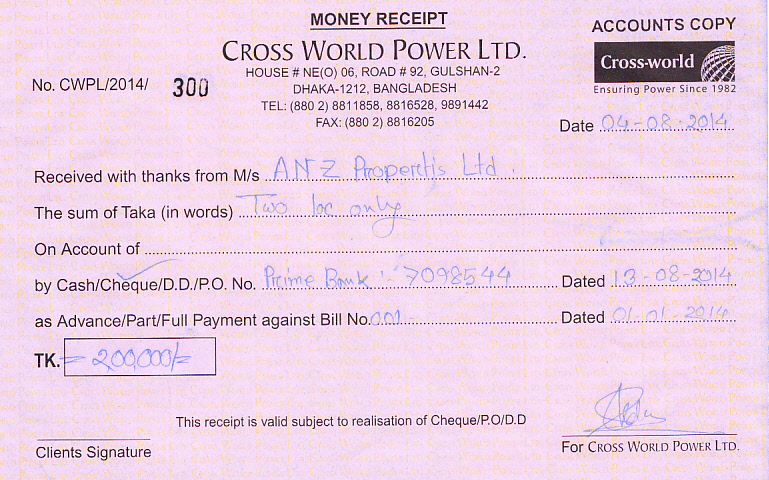 MONEY RECEIPT
ACCOUNTS COPY
CROSS WORLD POWER LTD.
Cross-world
Ensuring Power Since 1982
No. CWPL/2014/ 300
HOUSE # NE(O) 06, ROAD # 92, GULSHAN-2
DHAKA-1212, BANGLADESH
TEL: (880 2) 8811858, 8816528, 9891442
FAX: (880 2) 8816205
Date 04-08-2014
Received with thanks from M/s ANZ Properetis Ltd.
The sum of Taka (in words) Two lac only
On Account of
by Cash/Cheque/D.D./P.O. No. Prime Bank :- 7098544 Dated 13-08-2014
as Advance/Part/Full Payment against Bill No. 001- Dated 01-01-2014
TK. = 200,000/=
This receipt is valid subject to realisation of Cheque/P.O/D.D
Clients Signature
For CROSS WORLD POWER LTD.